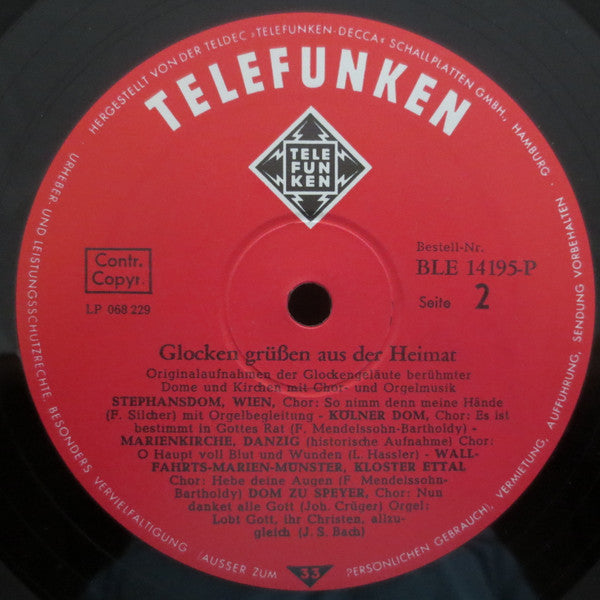 HERGESTELLT VON DER TELDEC ›TELEFUNKEN-DECCA‹ SCHALLPLATTEN GMBH., HAMBURG · URHEBER- UND LEISTUNGSSCHUTZRECHTE, BESONDERS VERVIELFÄLTIGUNG (AUSSER ZUM PERSÖNLICHEN GEBRAUCH), VERMIETUNG, AUFFÜHRUNG, SENDUNG VORBEHALTEN.
TELEFUNKEN
TELE
FUN
KEN
Contr.
Copyr.
LP 068 229
Bestell-Nr.
BLE 14195-P
Seite 2
Glocken grüßen aus der Heimat
Originalaufnahmen der Glockengeläute berühmter
Dome und Kirchen mit Chor- und Orgelmusik
STEPHANSDOM, WIEN, Chor: So nimm denn meine Hände
(F. Silcher) mit Orgelbegleitung - KÖLNER DOM, Chor: Es ist
bestimmt in Gottes Rat (F. Mendelssohn-Bartholdy) -
MARIENKIRCHE, DANZIG (historische Aufnahme) Chor:
O Haupt voll Blut und Wunden (L. Hassler) - WALL-
FAHRTS-MARIEN-MÜNSTER, KLOSTER ETTAL
Chor: Hebe deine Augen (F. Mendelssohn-
Bartholdy) DOM ZU SPEYER, Chor: Nun
danket alle Gott (Joh. Crüger) Orgel:
Lobt Gott, ihr Christen, allzu-
gleich (J. S. Bach)
33